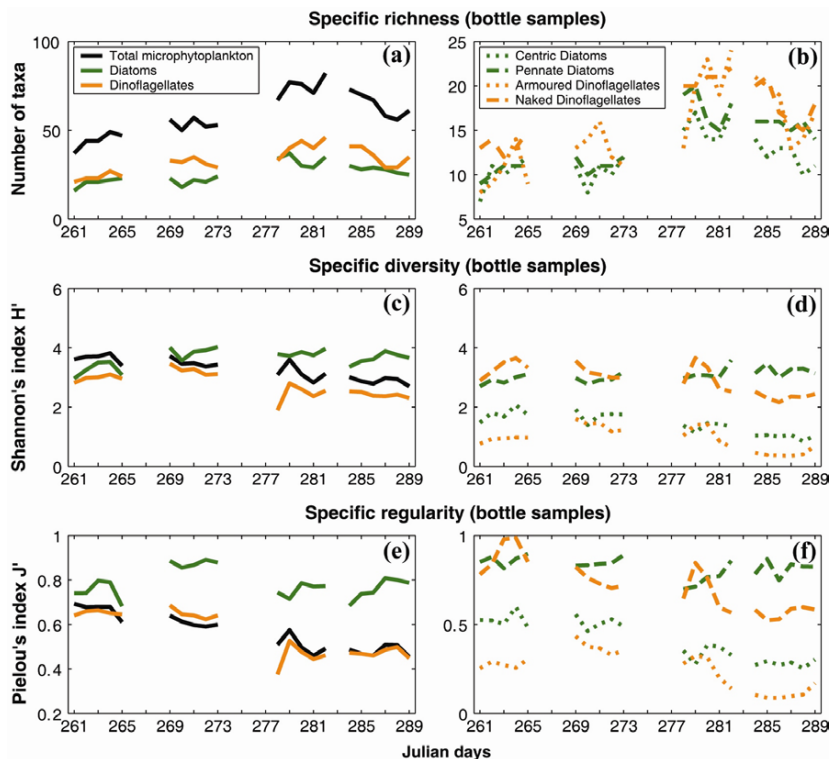 Specific richness (bottle samples)
Number of taxa
100
50
0
(a)
Total microphytoplankton
Diatoms
Dinoflagellates
261 265 269 273 277 281 285 289
25
20
15
10
5
(b)
Centric Diatoms
Pennate Diatoms
Armoured Dinoflagellates
Naked Dinoflagellates
261 265 269 273 277 281 285 289
Specific diversity (bottle samples)
Shannon's index H'
6
4
2
0
(c)
261 265 269 273 277 281 285 289
6
4
2
0
(d)
261 265 269 273 277 281 285 289
Specific regularity (bottle samples)
Pielou's index J'
1
0.8
0.6
0.4
0.2
(e)
261 265 269 273 277 281 285 289
1
0.5
0
(f)
261 265 269 273 277 281 285 289
Julian days